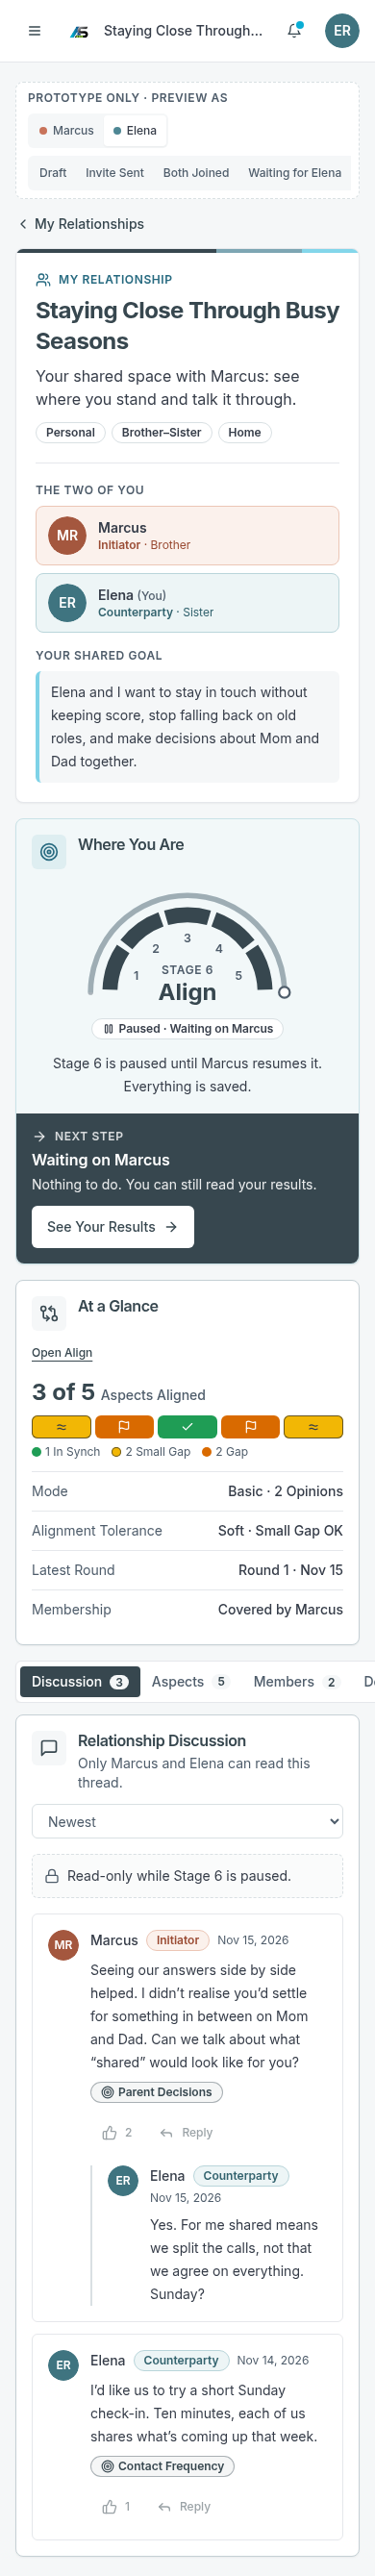 Staying Close Through...
ER
PROTOTYPE ONLY · PREVIEW AS
Marcus
Elena
Draft
Invite Sent
Both Joined
Waiting for Elena
My Relationships
MY RELATIONSHIP
Staying Close Through Busy
Seasons
Your shared space with Marcus: see
where you stand and talk it through.
Personal
Brother–Sister
Home
THE TWO OF YOU
MR
Marcus
Initiator · Brother
ER
Elena (You)
Counterparty · Sister
YOUR SHARED GOAL
Elena and I want to stay in touch without
keeping score, stop falling back on old
roles, and make decisions about Mom and
Dad together.
Where You Are
1
2
3
4
5
STAGE 6
Align
Paused · Waiting on Marcus
Stage 6 is paused until Marcus resumes it.
Everything is saved.
NEXT STEP
Waiting on Marcus
Nothing to do. You can still read your results.
See Your Results
At a Glance
Open Align
3 of 5 Aspects Aligned
1 In Synch
2 Small Gap
2 Gap
Mode
Basic · 2 Opinions
Alignment Tolerance
Soft · Small Gap OK
Latest Round
Round 1 · Nov 15
Membership
Covered by Marcus
Discussion 3
Aspects 5
Members 2
Relationship Discussion
Only Marcus and Elena can read this
thread.
Newest
Read-only while Stage 6 is paused.
MR
Marcus
Initiator
Nov 15, 2026
Seeing our answers side by side
helped. I didn’t realise you’d settle
for something in between on Mom
and Dad. Can we talk about what
“shared” would look like for you?
Parent Decisions
2
Reply
ER
Elena
Counterparty
Nov 15, 2026
Yes. For me shared means
we split the calls, not that
we agree on everything.
Sunday?
ER
Elena
Counterparty
Nov 14, 2026
I’d like us to try a short Sunday
check-in. Ten minutes, each of us
shares what’s coming up that week.
Contact Frequency
1
Reply